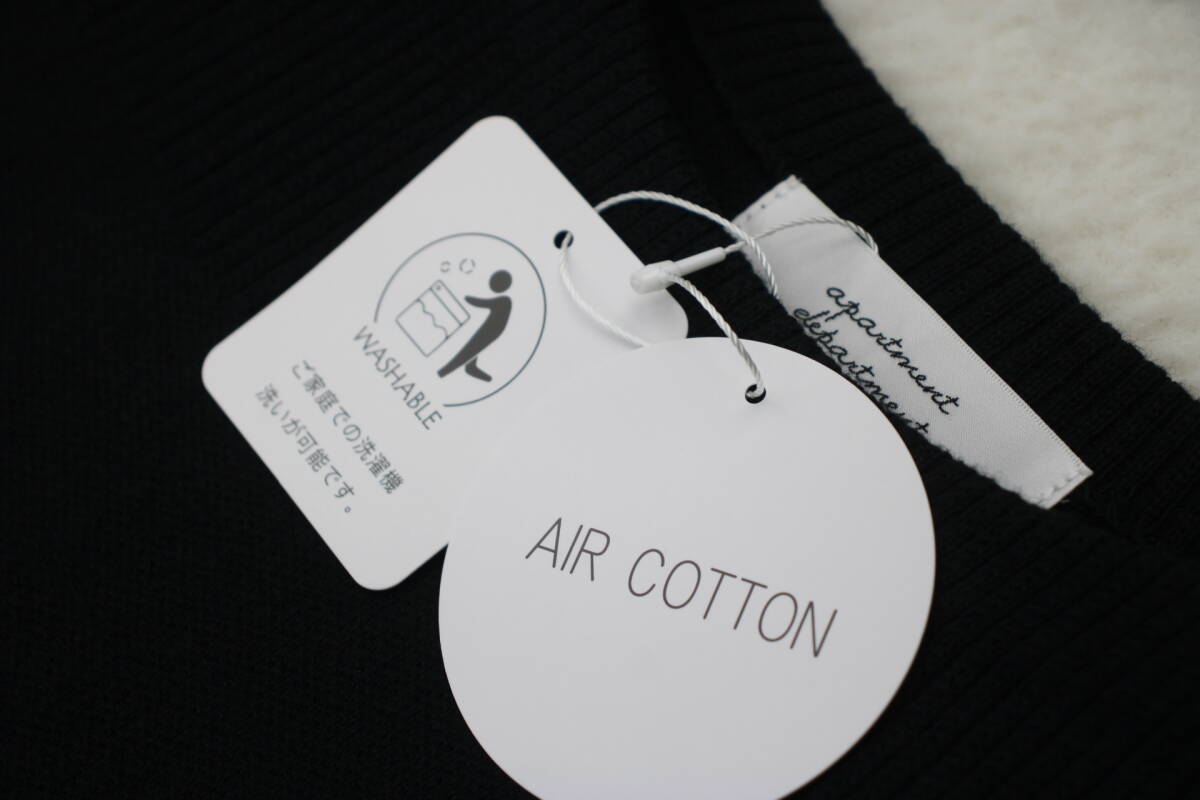 WASHABLE
ご家庭での洗濯機
洗いが可能です。
AIR COTTON
apartment
department